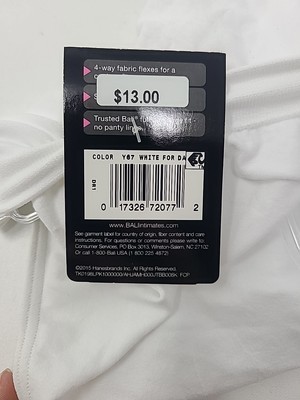 4-way fabric flexes for a
$13.00
Trusted Bali
no panty lin
COLOR Y67 WHITE FOR DA
DR1
0 17326 72077 2
www.BALIintimates.com
See garment label for country of origin, fiber content and care
instructions. For questions or comments please write to:
Consumer Services, PO Box 3013, Winston-Salem, NC 27102
Or call 1-800-Bali-USA (1 800 225 4872)
©2015 Hanesbrands Inc. All Rights Reserved.